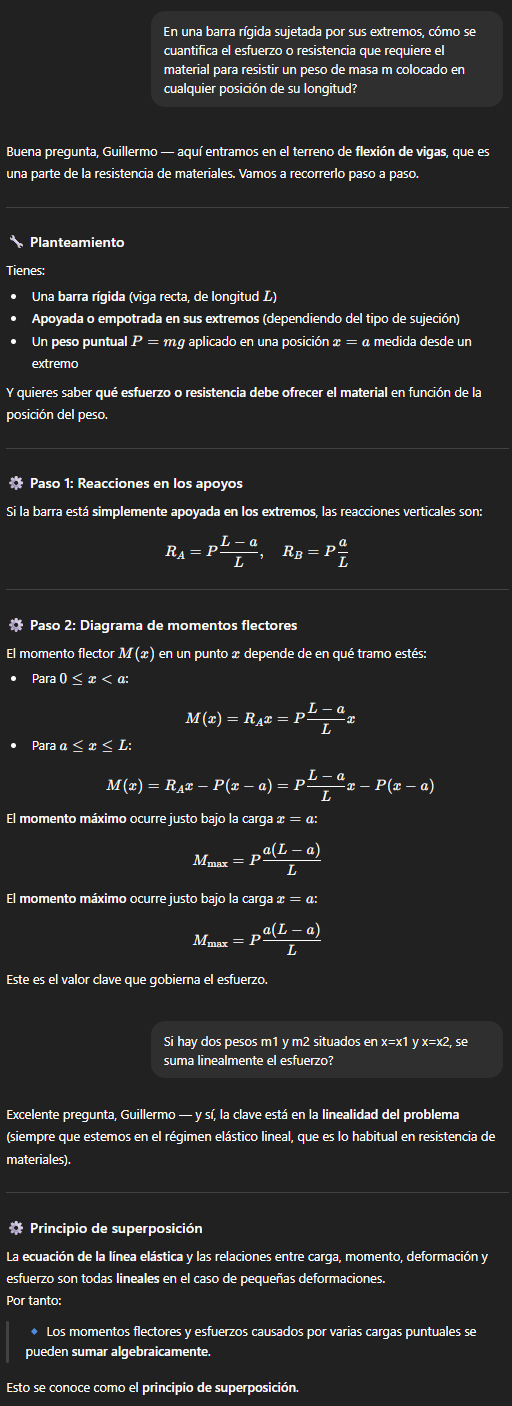 En una barra rígida sujetada por sus extremos, cómo se
cuantifica el esfuerzo o resistencia que requiere el
material para resistir un peso de masa m colocado en
cualquier posición de su longitud?
Buena pregunta, Guillermo — aquí entramos en el terreno de flexión de vigas, que es
una parte de la resistencia de materiales. Vamos a recorrerlo paso a paso.
🔧 Planteamiento
Tienes:
• Una barra rígida (viga recta, de longitud L)
• Apoyada o empotrada en sus extremos (dependiendo del tipo de sujeción)
• Un peso puntual P = mg aplicado en una posición x = a medida desde un
extremo
Y quieres saber qué esfuerzo o resistencia debe ofrecer el material en función de la
posición del peso.
⚙️ Paso 1: Reacciones en los apoyos
Si la barra está simplemente apoyada en los extremos, las reacciones verticales son:
R_A = P \frac{L − a}{L}, R_B = P \frac{a}{L}
⚙️ Paso 2: Diagrama de momentos flectores
El momento flector M(x) en un punto x depende de en qué tramo estés:
• Para 0 ≤ x < a:
M(x) = R_A x = P \frac{L − a}{L} x
• Para a ≤ x ≤ L:
M(x) = R_A x − P(x − a) = P \frac{L − a}{L} x − P(x − a)
El momento máximo ocurre justo bajo la carga x = a:
M_max = P \frac{a(L − a)}{L}
El momento máximo ocurre justo bajo la carga x = a:
M_max = P \frac{a(L − a)}{L}
Este es el valor clave que gobierna el esfuerzo.
Si hay dos pesos m1 y m2 situados en x=x1 y x=x2, se
suma linealmente el esfuerzo?
Excelente pregunta, Guillermo — y sí, la clave está en la linealidad del problema
(siempre que estemos en el régimen elástico lineal, que es lo habitual en resistencia de
materiales).
⚙️ Principio de superposición
La ecuación de la línea elástica y las relaciones entre carga, momento, deformación y
esfuerzo son todas lineales en el caso de pequeñas deformaciones.
Por tanto:
🔹 Los momentos flectores y esfuerzos causados por varias cargas puntuales se
pueden sumar algebraicamente.
Esto se conoce como el principio de superposición.